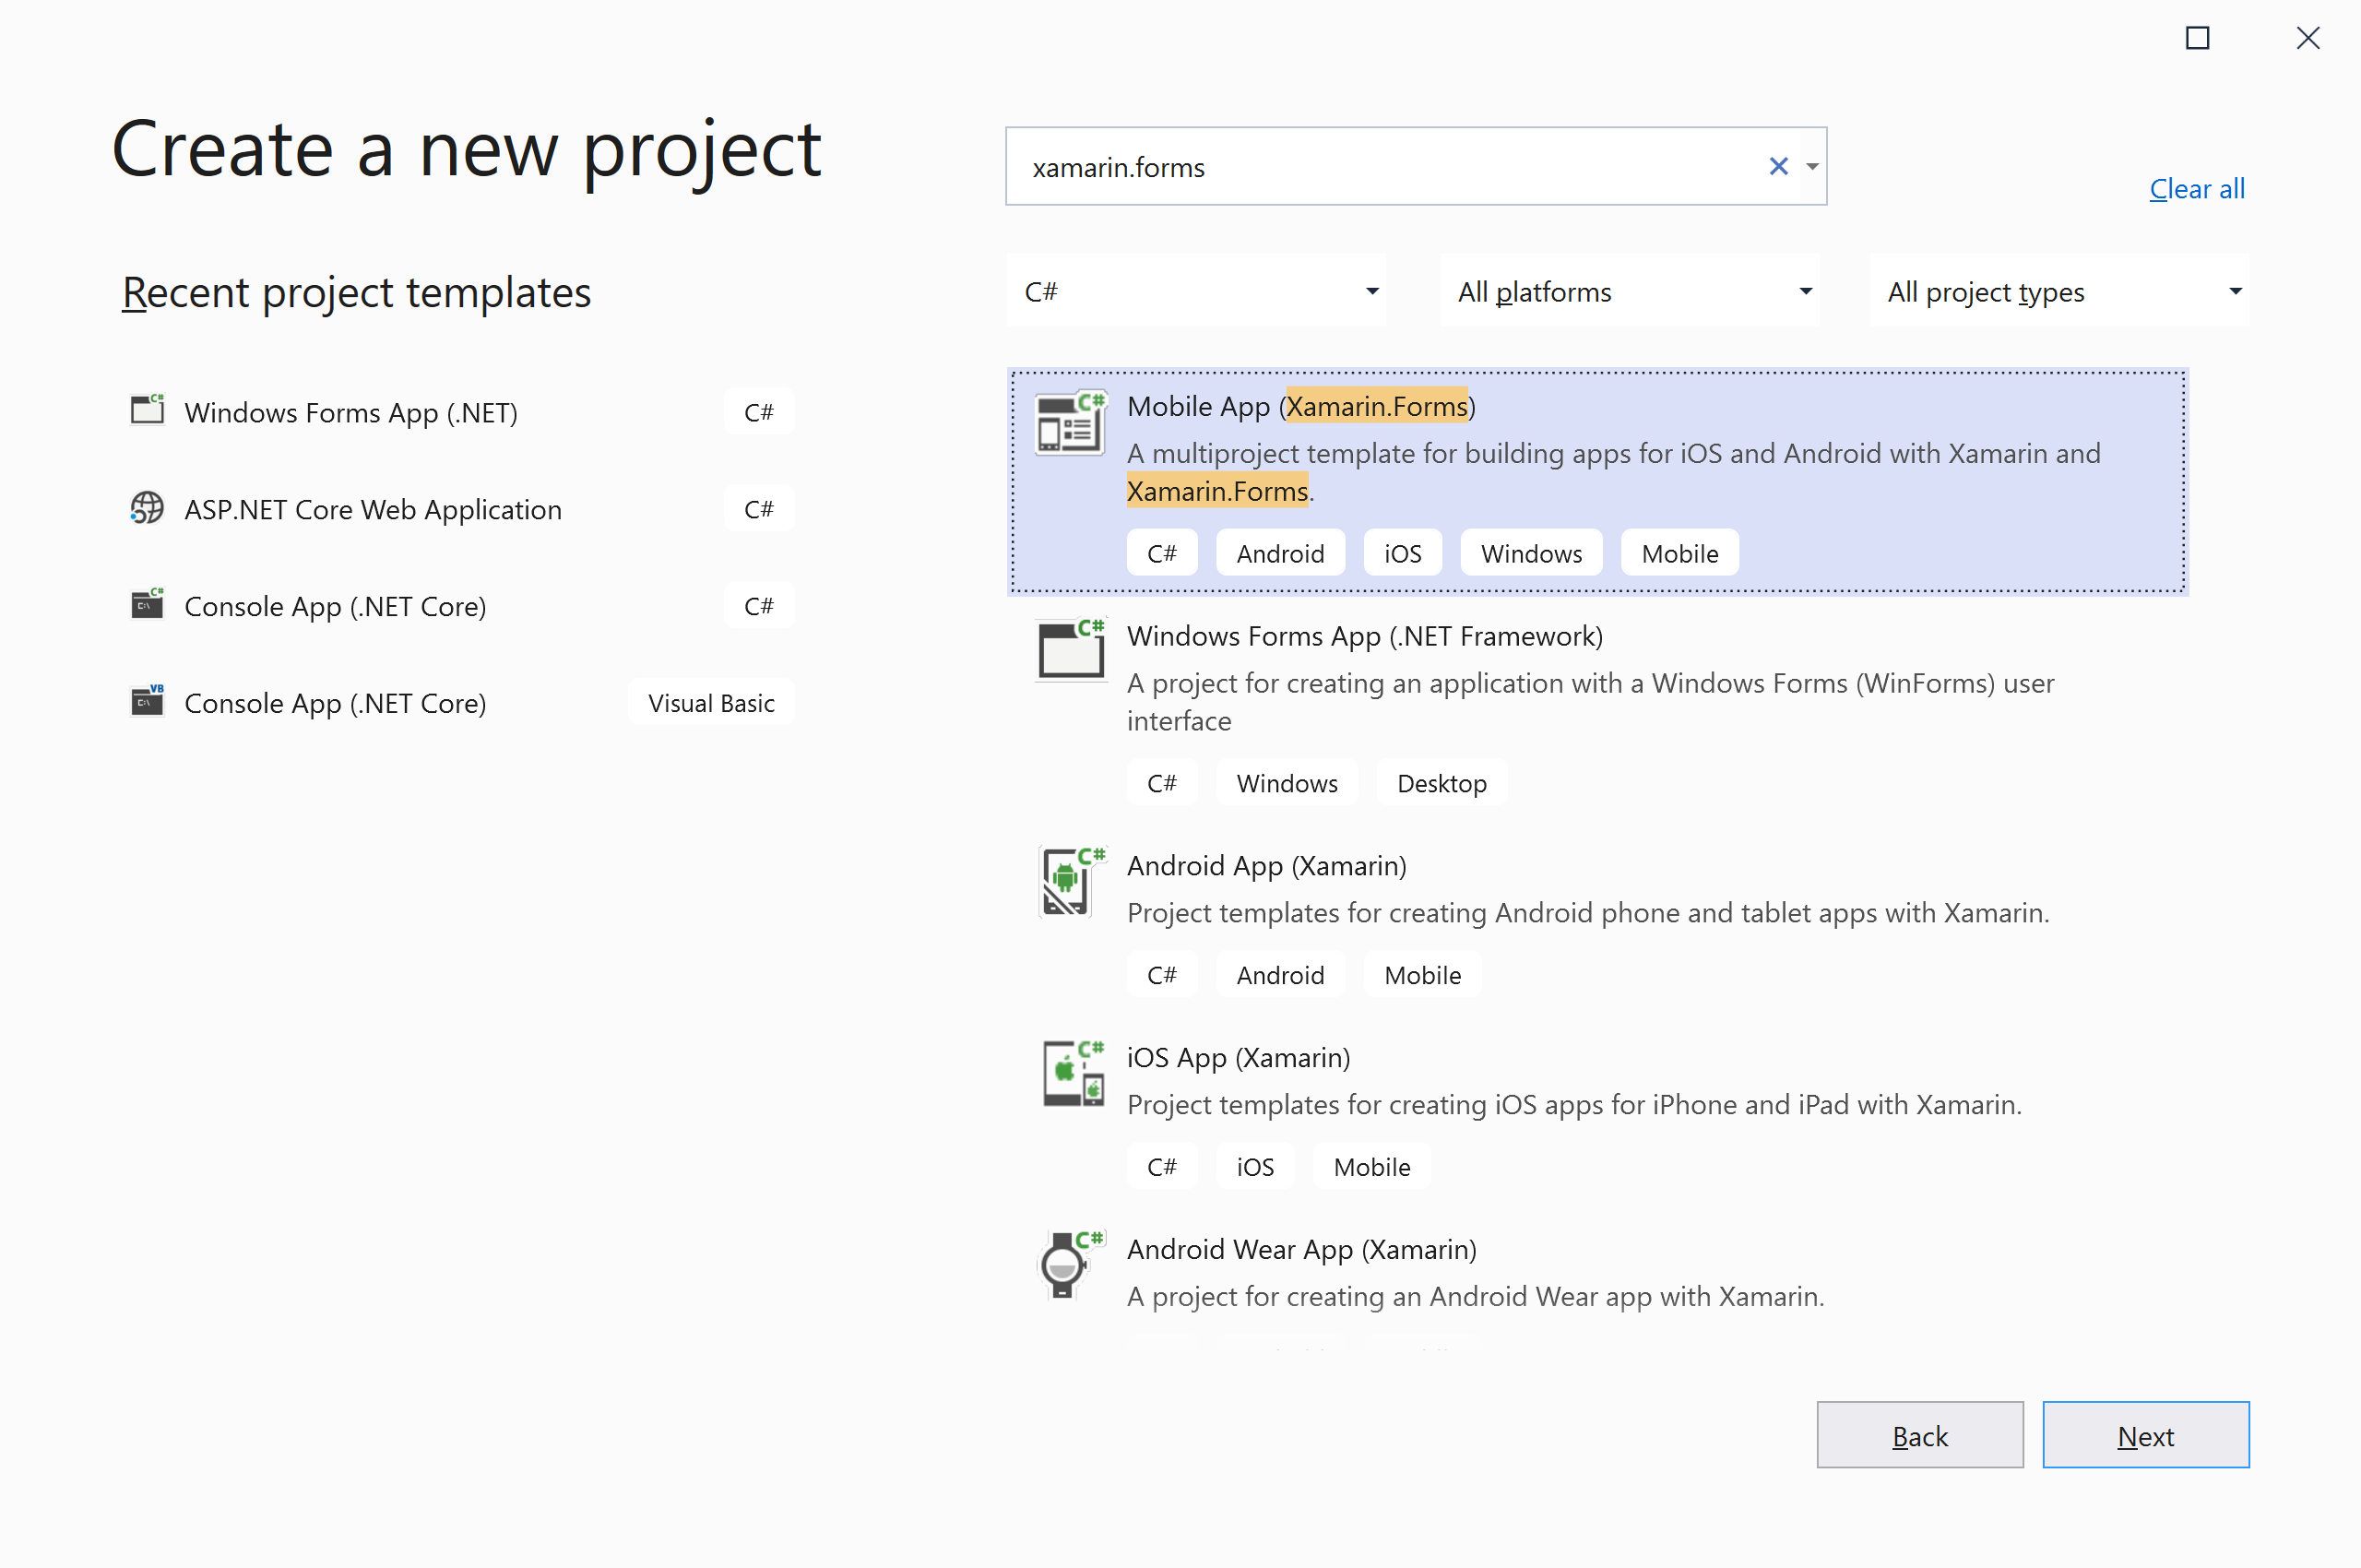 Create a new project
xamarin.forms
Clear all
Recent project templates
C#
All platforms
All project types
Windows Forms App (.NET)
C#
ASP.NET Core Web Application
C#
Console App (.NET Core)
C#
Console App (.NET Core)
Visual Basic
Mobile App (Xamarin.Forms)
A multiproject template for building apps for iOS and Android with Xamarin and
Xamarin.Forms.
C# Android iOS Windows Mobile
Windows Forms App (.NET Framework)
A project for creating an application with a Windows Forms (WinForms) user
interface
C# Windows Desktop
Android App (Xamarin)
Project templates for creating Android phone and tablet apps with Xamarin.
C# Android Mobile
iOS App (Xamarin)
Project templates for creating iOS apps for iPhone and iPad with Xamarin.
C# iOS Mobile
Android Wear App (Xamarin)
A project for creating an Android Wear app with Xamarin.
Back
Next